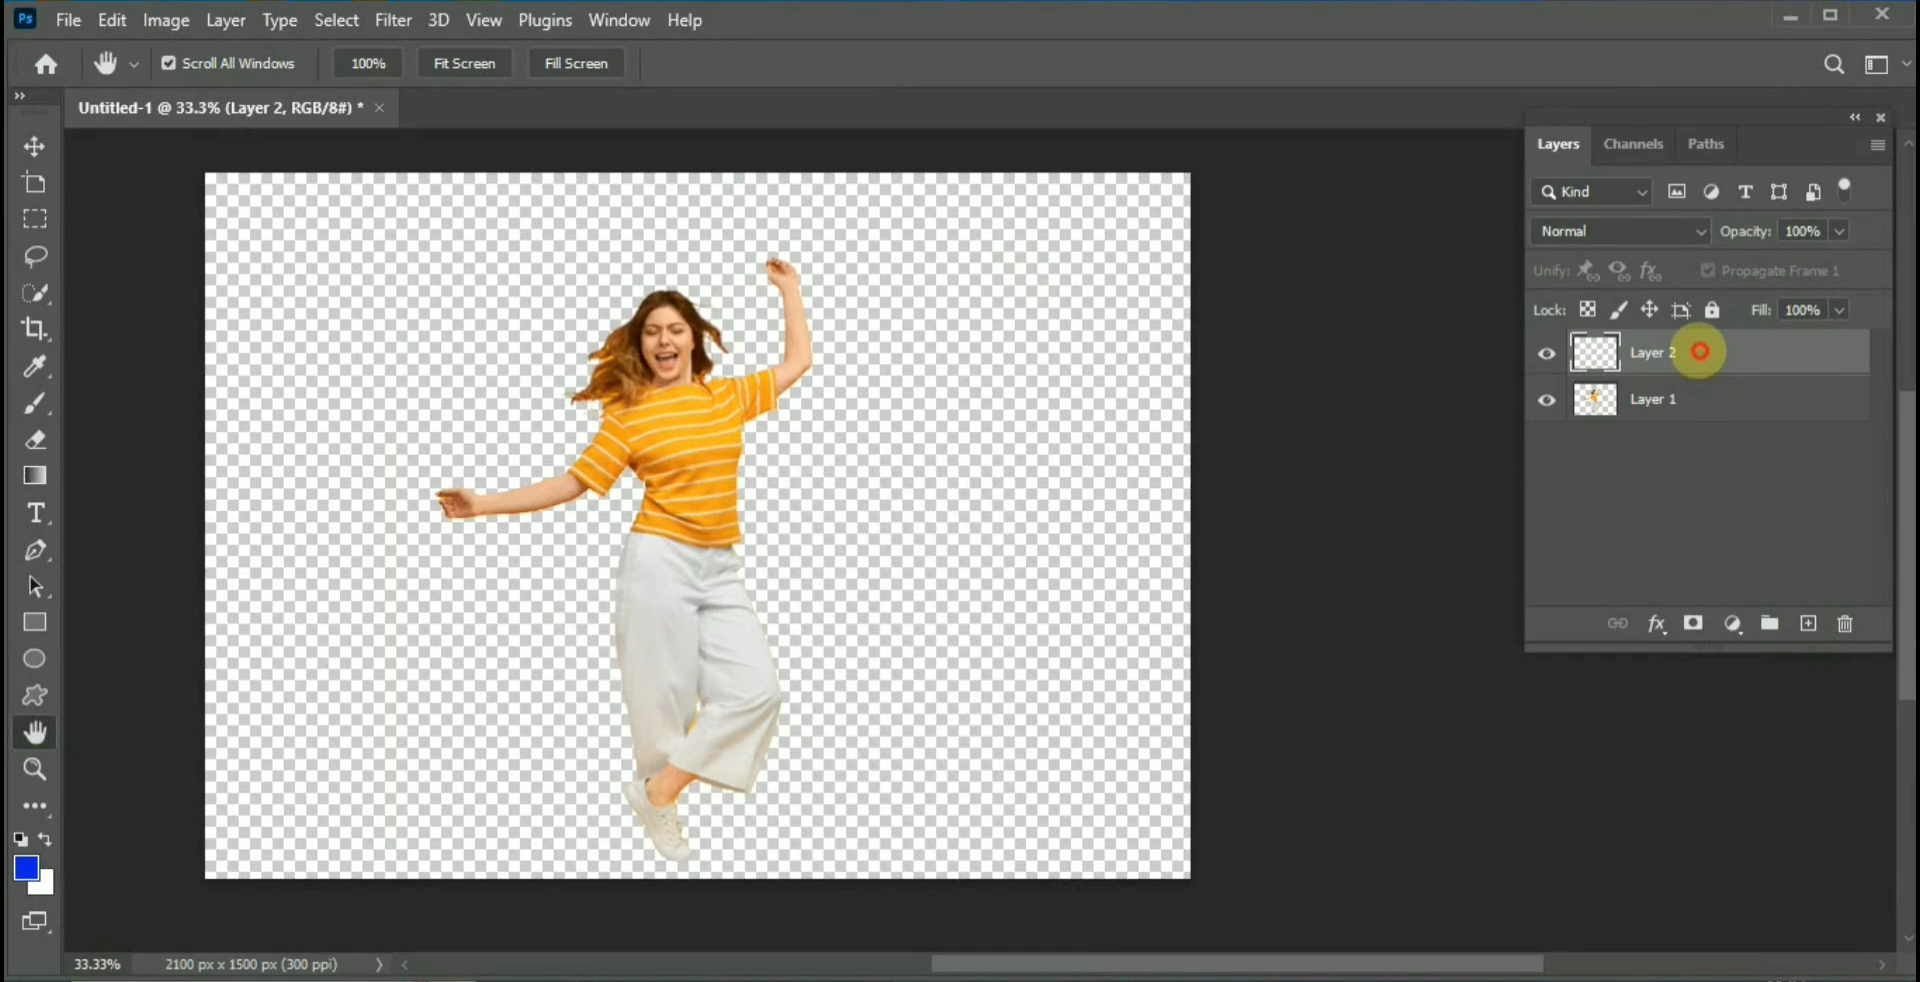 Ps File Edit Image Layer Type Select Filter 3D View Plugins Window Help
Scroll All Windows 100% Fit Screen Fill Screen
Untitled-1 @ 33.3% (Layer 2, RGB/8#) *
Layers Channels Paths
Kind
Normal Opacity: 100%
Unify: Propagate Frame 1
Lock: Fill: 100%
Layer 2
Layer 1
33.33% 2100 px x 1500 px (300 ppi)